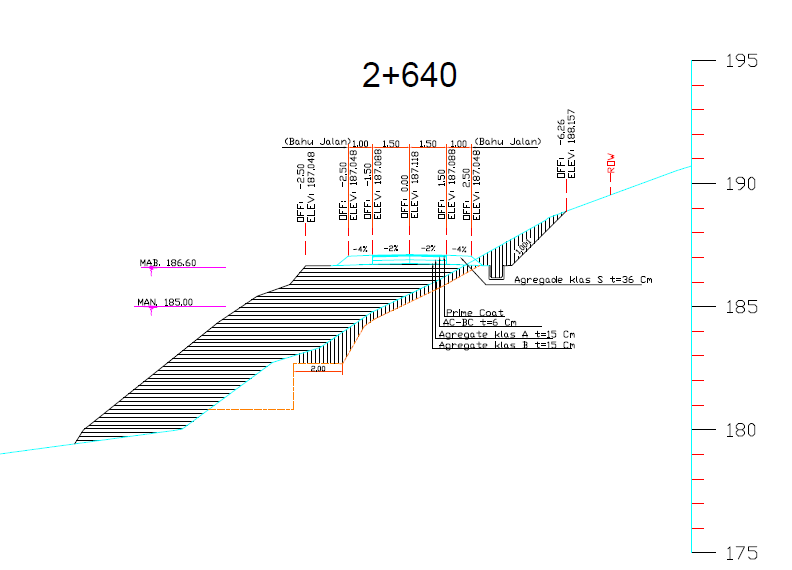 2+640
195
190
185
180
175
(Bahu Jalan)
1.00
1.50
1.50
1.00
(Bahu Jalan)
OFF: -2.50
ELEV: 187.048
OFF: -2.50
ELEV: 187.048
OFF: -1.50
ELEV: 187.088
OFF: 0.00
ELEV: 187.118
OFF: 1.50
ELEV: 187.088
OFF: 2.50
ELEV: 187.048
OFF: -6.26
ELEV: 188.157
ROW
-4%
-2%
-2%
-4%
MAB. 186.60
MAN. 185.00
Agregade klas S t=36 Cm
Prime Coat
AC-BC t=6 Cm
Agregate klas A t=15 Cm
Agregate klas B t=15 Cm
2.00